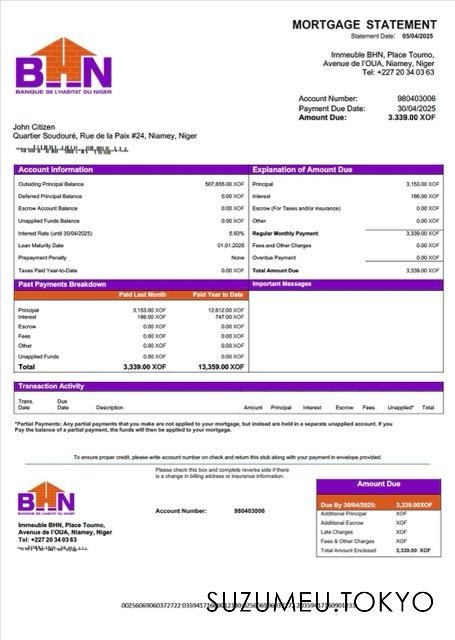 MORTGAGE STATEMENT
Statement Date: 05/04/2025
BHN
BANQUE DE L'HABITAT DU NIGER
Immeuble BHN, Place Toumo,
Avenue de l'OUA, Niamey, Niger
Tel: +227 20 34 03 63
Account Number: 980403006
Payment Due Date: 30/04/2025
Amount Due: 3.339.00 XOF
John Citizen
Quartier Soudouré, Rue de la Paix #24, Niamey, Niger
Account Information
Outsding Principal Balance 507,855.00 XOF
Deferred Principal Balance 0.00 XOF
Escrow Account Balance 0.00 XOF
Unapplied Funds Balance 0.00 XOF
Interest Rate (until 30/04/2025) 5.93%
Loan Maturity Date 01.01.2025
Prepayment Penalty None
Taxes Paid Year-to-Date 0.00 XOF
Explanation of Amount Due
Principal 3,153.00 XOF
Interest 186.00 XOF
Escrow (For Taxes and/or insurance) 0.00 XOF
Other 0.00 XOF
Regular Monthly Payment 3,339.00 XOF
Fees and Other Charges 0.00 XOF
Overdue Payment 0.00 XOF
Total Amount Due 3,339.00 XOF
Past Payments Breakdown
Paid Last Month Paid Year to Date
Principal 3,153.00 XOF 12,612.00 XOF
Interest 186.00 XOF 747.00 XOF
Escrow 0.00 XOF 0.00 XOF
Fees 0.00 XOF 0.00 XOF
Other 0.00 XOF 0.00 XOF
Unapplied Funds 0.00 XOF 0.00 XOF
Total 3,339.00 XOF 13,359.00 XOF
Important Messages
Transaction Activity
Trans. Date Due Date Description Amount Principal Interest Escrow Fees Unapplied* Total
*Partial Payments: Any partial payments that you make are not applied to your mortgage, but instead are held in a separate unapplied account. If you
Pay the balance of a partial payment, the funds will then be applied to your mortgage.
To ensure proper credit, please write account number on check and return this stub along with your payment in envelope provided.
Please check this box and complete reverse side if there
is a change in billing address or insurance information.
BHN
BANQUE DE L'HABITAT DU NIGER
Immeuble BHN, Place Toumo,
Avenue de l'OUA, Niamey, Niger
Tel: +227 20 34 03 63
Account Number: 980403006
Amount Due
Due By 30/04/2025: 3,339.00XOF
Additional Principal XOF
Additional Escrow XOF
Late Charges XOF
Fees & Other Charges XOF
Total Amount Enclosed 3,339.00 XOF
SUZUMEU.TOKYO